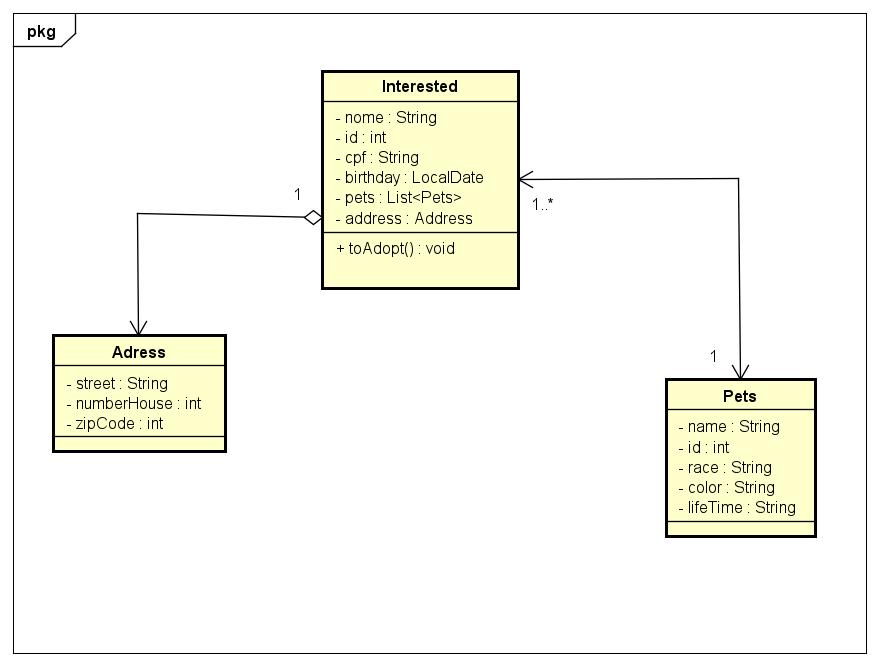 pkg
Interested
- nome : String
- id : int
- cpf : String
- birthday : LocalDate
- pets : List<Pets>
- address : Address
+ toAdopt() : void
1
1..*
Adress
- street : String
- numberHouse : int
- zipCode : int
1
Pets
- name : String
- id : int
- race : String
- color : String
- lifeTime : String